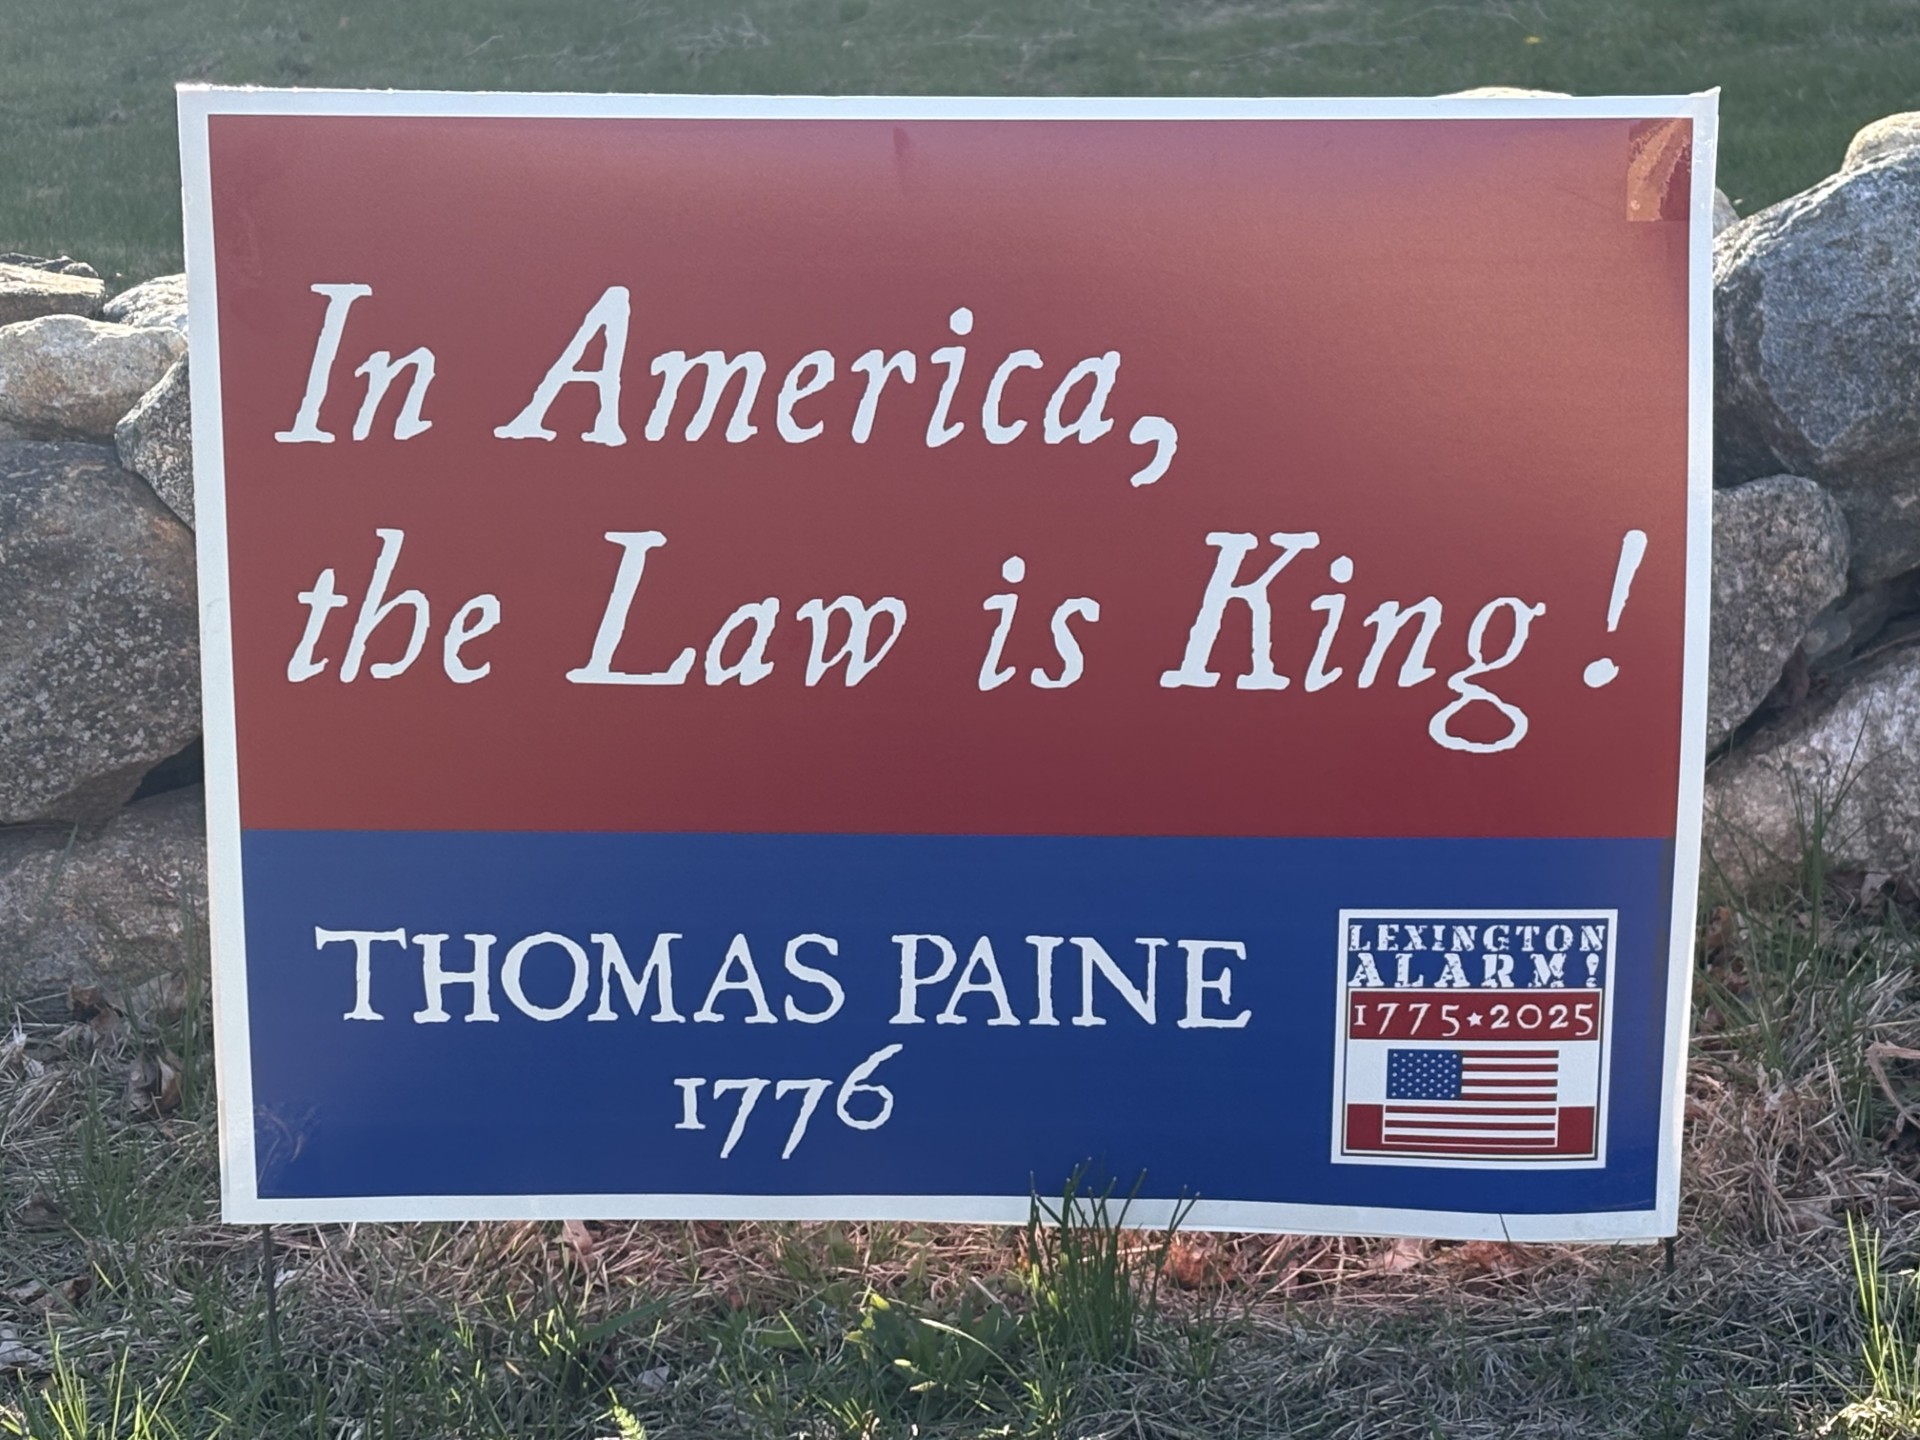 In America,
the Law is King!
THOMAS PAINE
1776
LEXINGTON
ALARM!
1775★2025